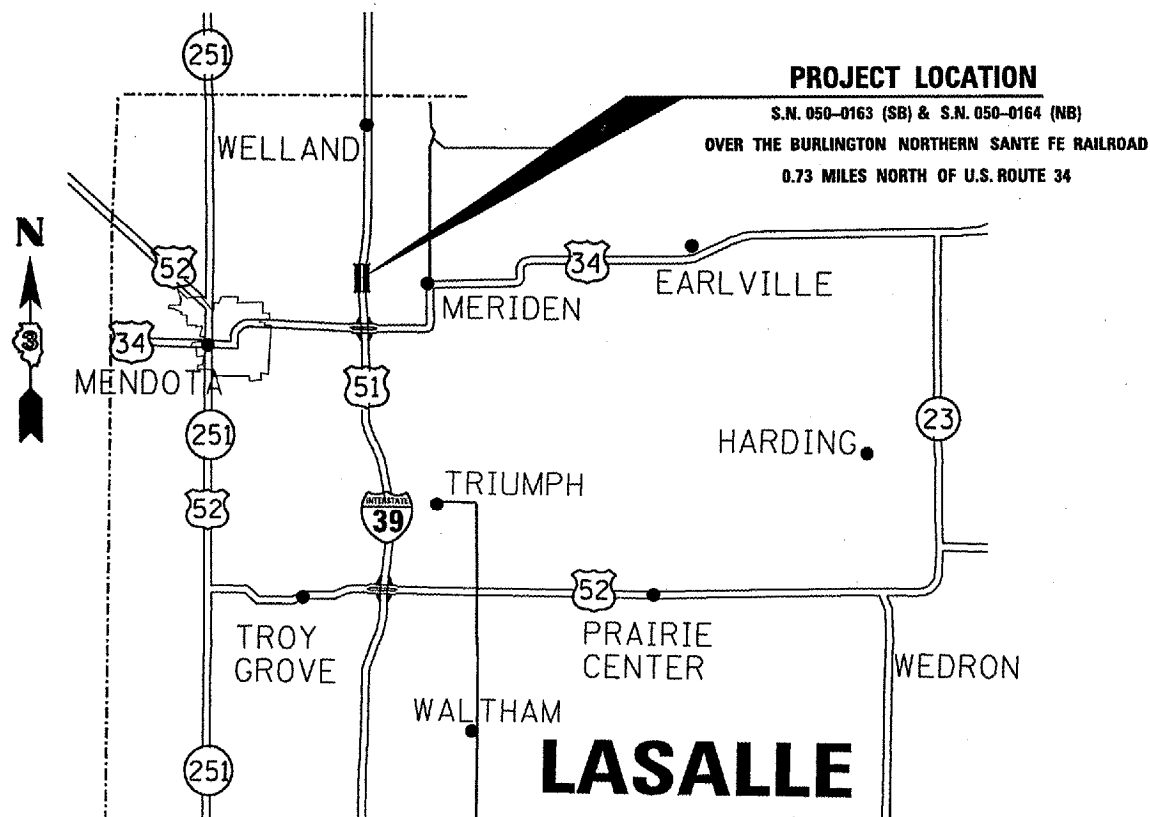 251
PROJECT LOCATION
S.N. 050-0163 (SB) & S.N. 050-0164 (NB)
OVER THE BURLINGTON NORTHERN SANTE FE RAILROAD
0.73 MILES NORTH OF U.S. ROUTE 34
WELLAND
N
52
34
EARLVILLE
MERIDEN
34
MENDOTA
51
251
23
HARDING
TRIUMPH
52
INTERSTATE
39
52
TROY
GROVE
PRAIRIE
CENTER
WEDRON
WALTHAM
LASALLE
251